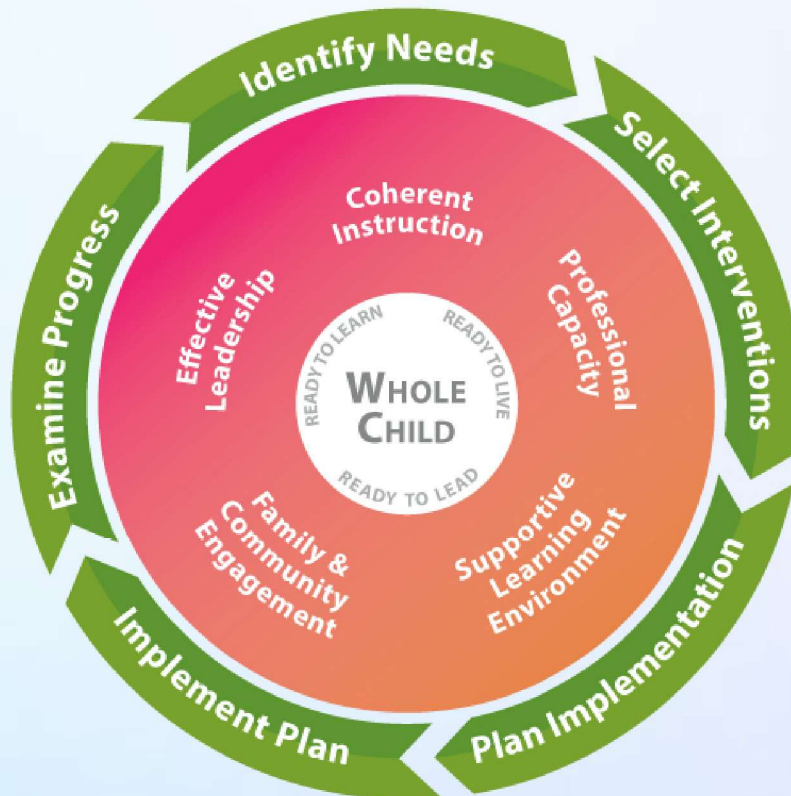 Identify Needs
Select Interventions
Plan Implementation
Implement Plan
Examine Progress
Coherent
Instruction
Professional
Capacity
Supportive
Learning
Environment
Family &
Community
Engagement
Effective
Leadership
READY TO LEARN
READY TO LIVE
READY TO LEAD
WHOLE
CHILD